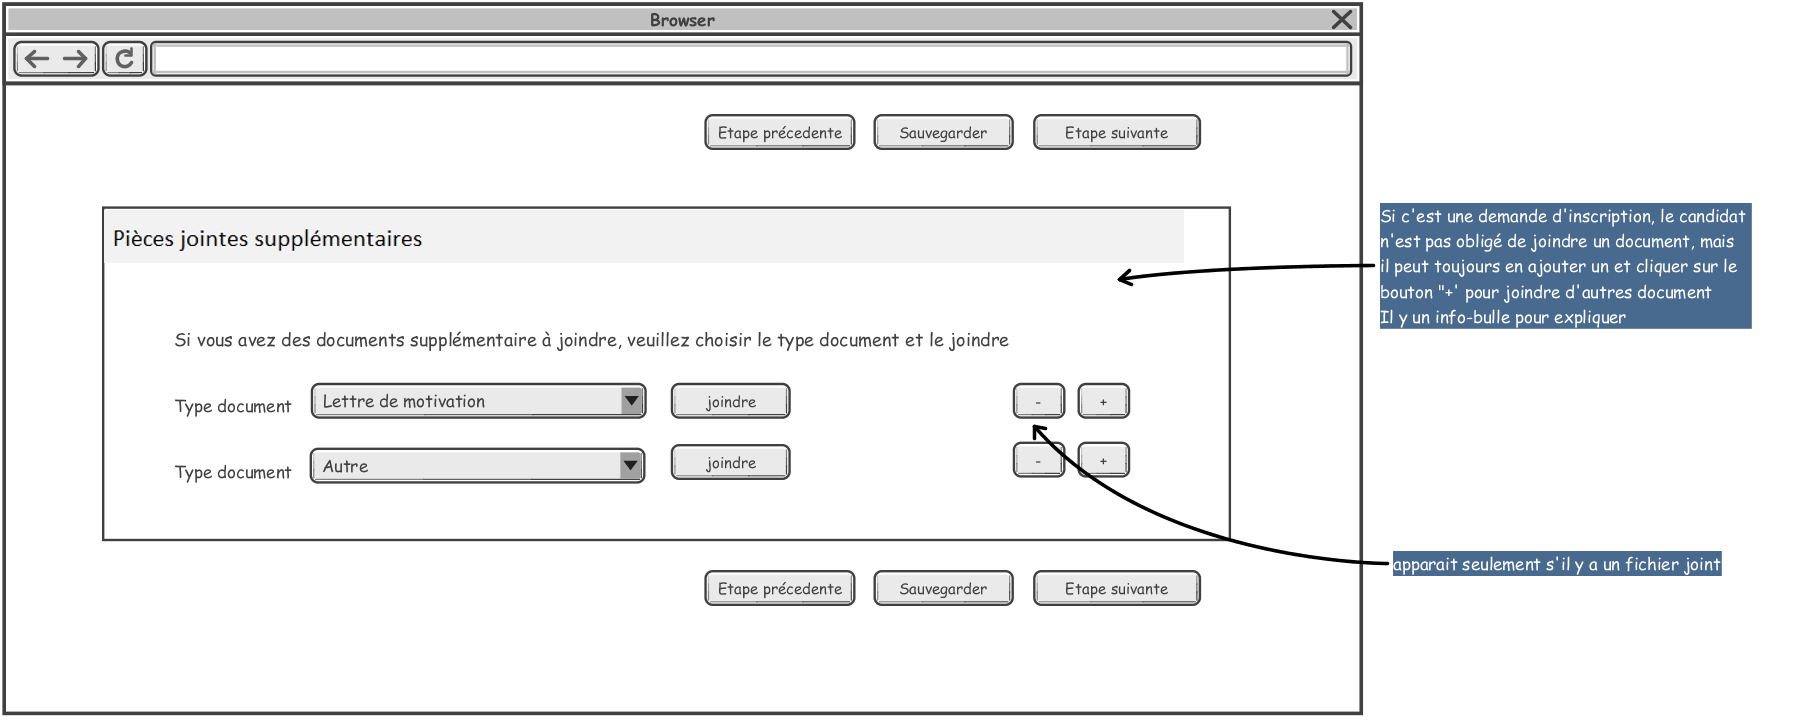 Browser
Etape précedente
Sauvegarder
Etape suivante
Pièces jointes supplémentaires
Si c'est une demande d'inscription, le candidat
n'est pas obligé de joindre un document, mais
il peut toujours en ajouter un et cliquer sur le
bouton "+' pour joindre d'autres document
Il y un info-bulle pour expliquer
Si vous avez des documents supplémentaire à joindre, veuillez choisir le type document et le joindre
Type document
Lettre de motivation
joindre
-
+
Type document
Autre
joindre
-
+
apparait seulement s'il y a un fichier joint
Etape précedente
Sauvegarder
Etape suivante